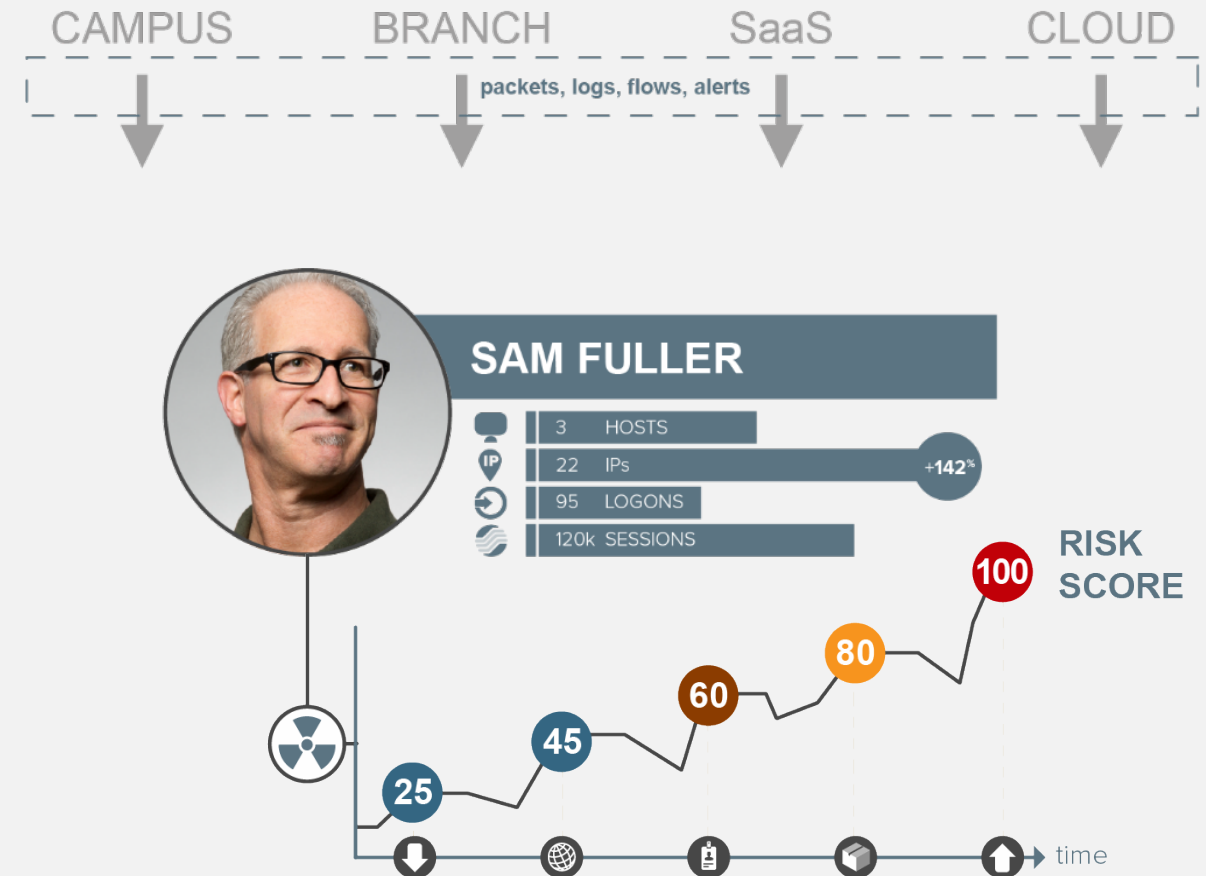 CAMPUS BRANCH SaaS CLOUD
packets, logs, flows, alerts
SAM FULLER
3 HOSTS
IP 22 IPs +142%
95 LOGONS
120k SESSIONS
RISK
SCORE
100
80
60
45
25
time